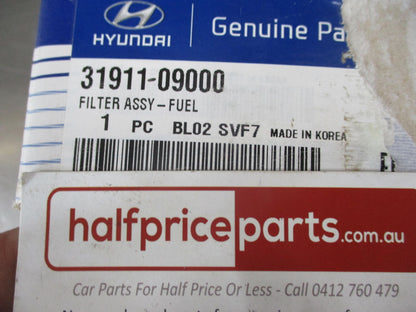 HYUNDAI
Genuine Pa
31911-09000
FILTER ASSY-FUEL
1 PC BL02 SVF7 MADE IN KOREA
halfpriceparts.com.au
Car Parts For Half Price Or Less - Call 0412 760 479